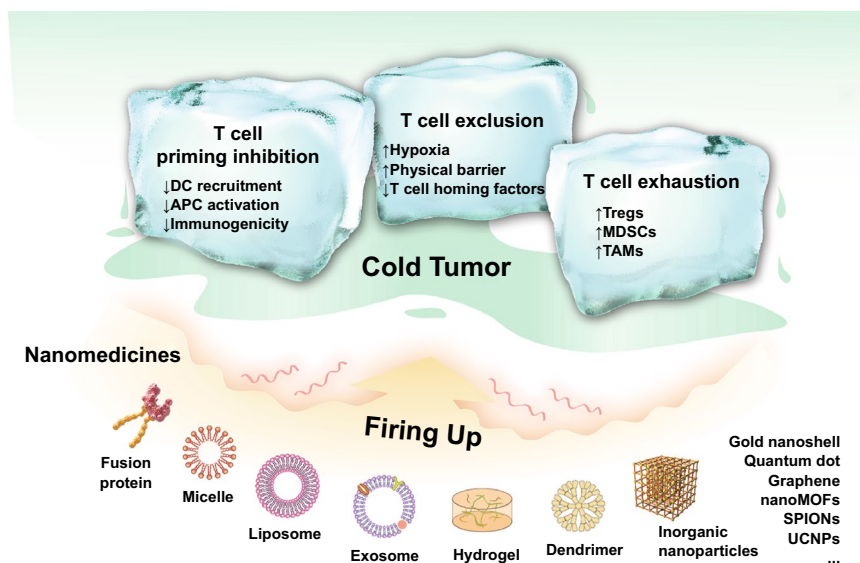 T cell
priming inhibition
↓DC recruitment
↓APC activation
↓Immunogenicity
T cell exclusion
↑Hypoxia
↑Physical barrier
↓T cell homing factors
T cell exhaustion
↑Tregs
↑MDSCs
↑TAMs
Cold Tumor
Nanomedicines
Firing Up
Fusion
protein
Micelle
Liposome
Exosome
Hydrogel
Dendrimer
Inorganic
nanoparticles
Gold nanoshell
Quantum dot
Graphene
nanoMOFs
SPIONs
UCNPs
...